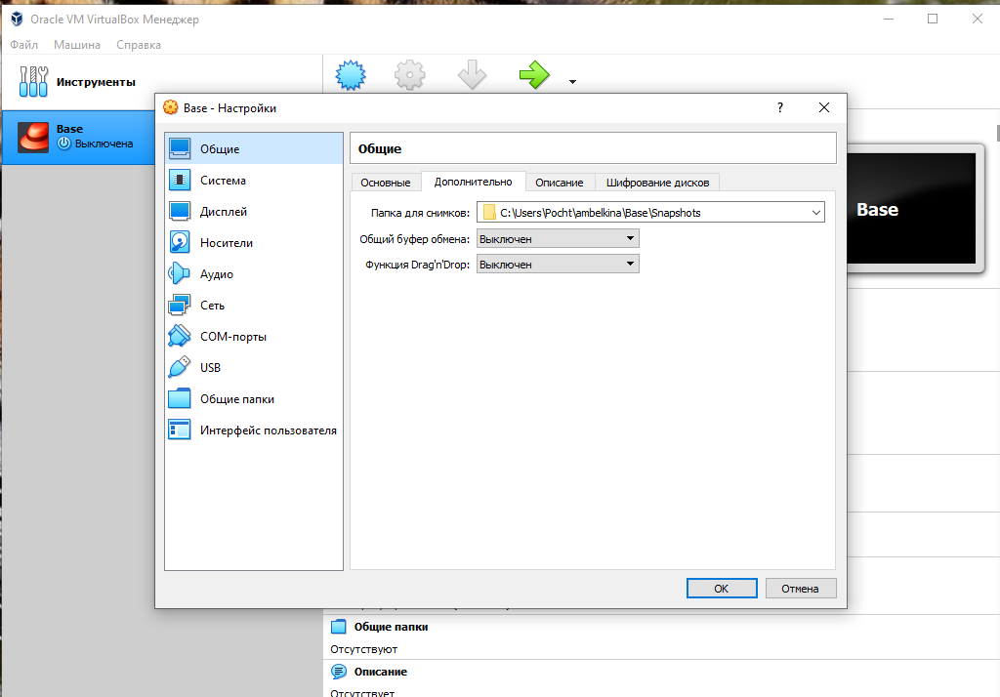 Oracle VM VirtualBox Менеджер
Файл Машина Справка
Инструменты
Base
Выключена
Base - Настройки
?
Общие
Система
Дисплей
Носители
Аудио
Сеть
COM-порты
USB
Общие папки
Интерфейс пользователя
Общие
Основные Дополнительно Описание Шифрование дисков
Папка для снимков: C:\Users\Pocht\ambelkina\Base\Snapshots
Общий буфер обмена: Выключен
Функция Drag'n'Drop: Выключен
OK Отмена
Base
Общие папки
Отсутствуют
Описание
Отсутствует